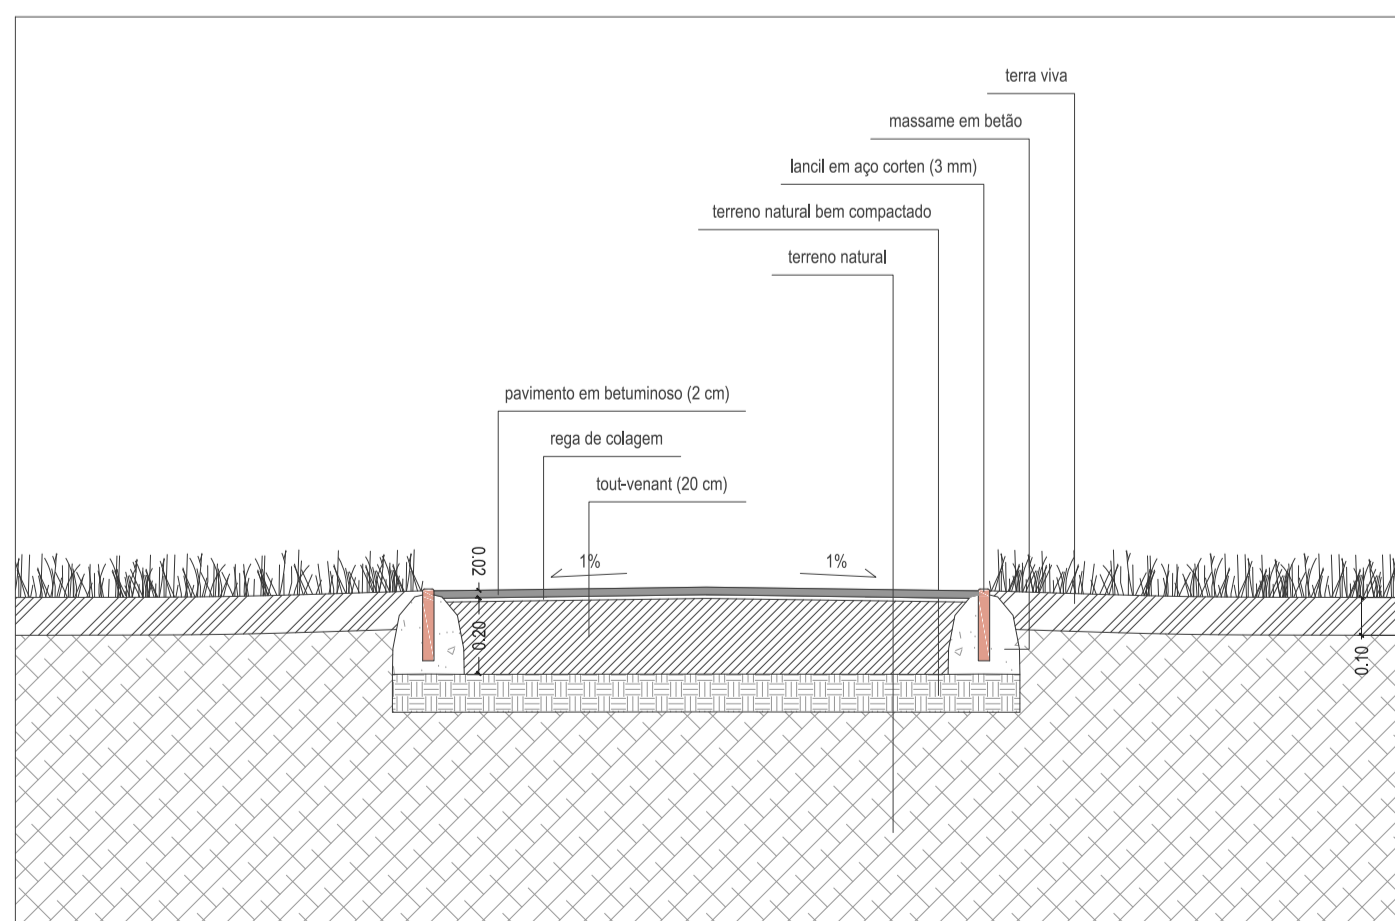 terra viva
massame em betão
lancil em aço corten (3 mm)
terreno natural bem compactado
terreno natural
pavimento em betuminoso (2 cm)
rega de colagem
tout-venant (20 cm)
0.02
1%
1%
0.20
0.10